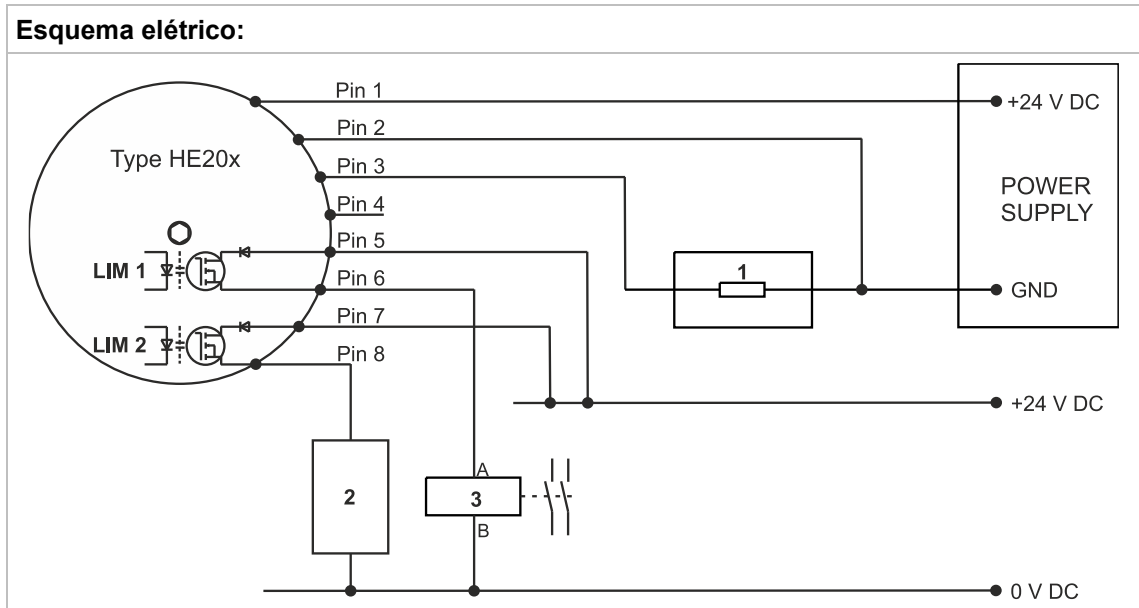 Esquema elétrico:
Pin 1
+24 V DC
Pin 2
Type HE20x
Pin 3
POWER
SUPPLY
Pin 4
Pin 5
LIM 1
1
Pin 6
GND
Pin 7
LIM 2
Pin 8
+24 V DC
A
2
3
B
0 V DC